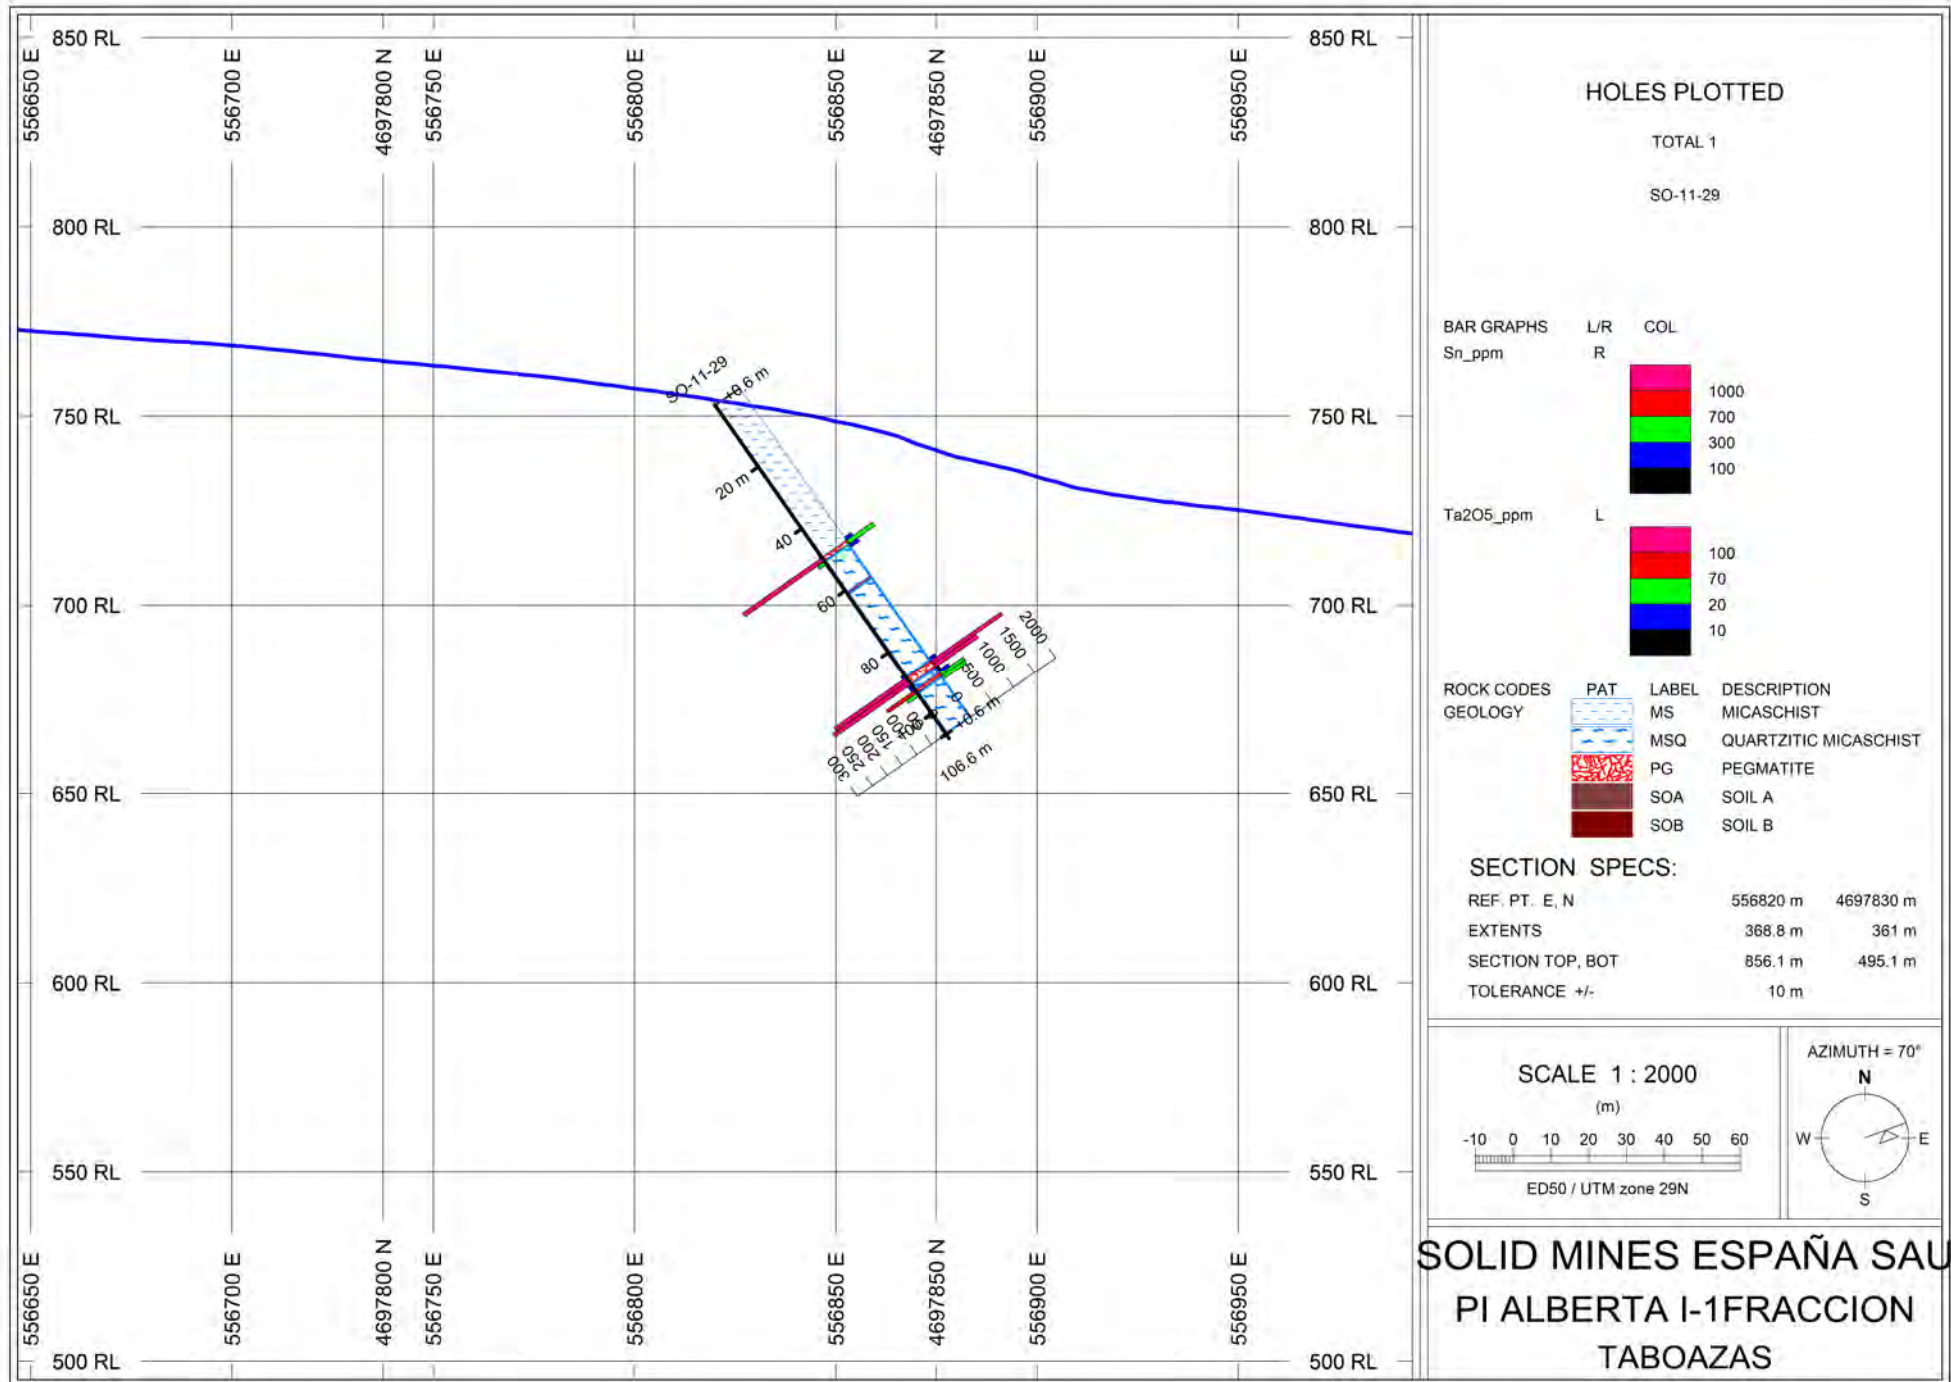 850 RL
850 RL
556650 E
556700 E
4697800 N
556750 E
556800 E
556850 E
4697850 N
556900 E
556950 E
800 RL
800 RL
750 RL
750 RL
700 RL
700 RL
650 RL
650 RL
600 RL
600 RL
550 RL
550 RL
500 RL
500 RL
556650 E
556700 E
4697800 N
556750 E
556800 E
556850 E
4697850 N
556900 E
556950 E
SO-11-29
20 m
40
60
80
2000
1500
1000
500
0
300
250
200
150
100
106.6 m
HOLES PLOTTED
TOTAL 1
SO-11-29
BAR GRAPHS L/R COL
Sn_ppm R
1000
700
300
100
Ta2O5_ppm L
100
70
20
10
ROCK CODES PAT LABEL DESCRIPTION
GEOLOGY MS MICASCHIST
MSQ QUARTZITIC MICASCHIST
PG PEGMATITE
SOA SOIL A
SOB SOIL B
SECTION SPECS:
REF. PT. E, N 556820 m 4697830 m
EXTENTS 368.8 m 361 m
SECTION TOP, BOT 856.1 m 495.1 m
TOLERANCE +/- 10 m
SCALE 1 : 2000
(m)
-10 0 10 20 30 40 50 60
ED50 / UTM zone 29N
AZIMUTH = 70°
N
W E
S
SOLID MINES ESPAÑA SAU
PI ALBERTA I-1FRACCION
TABOAZAS